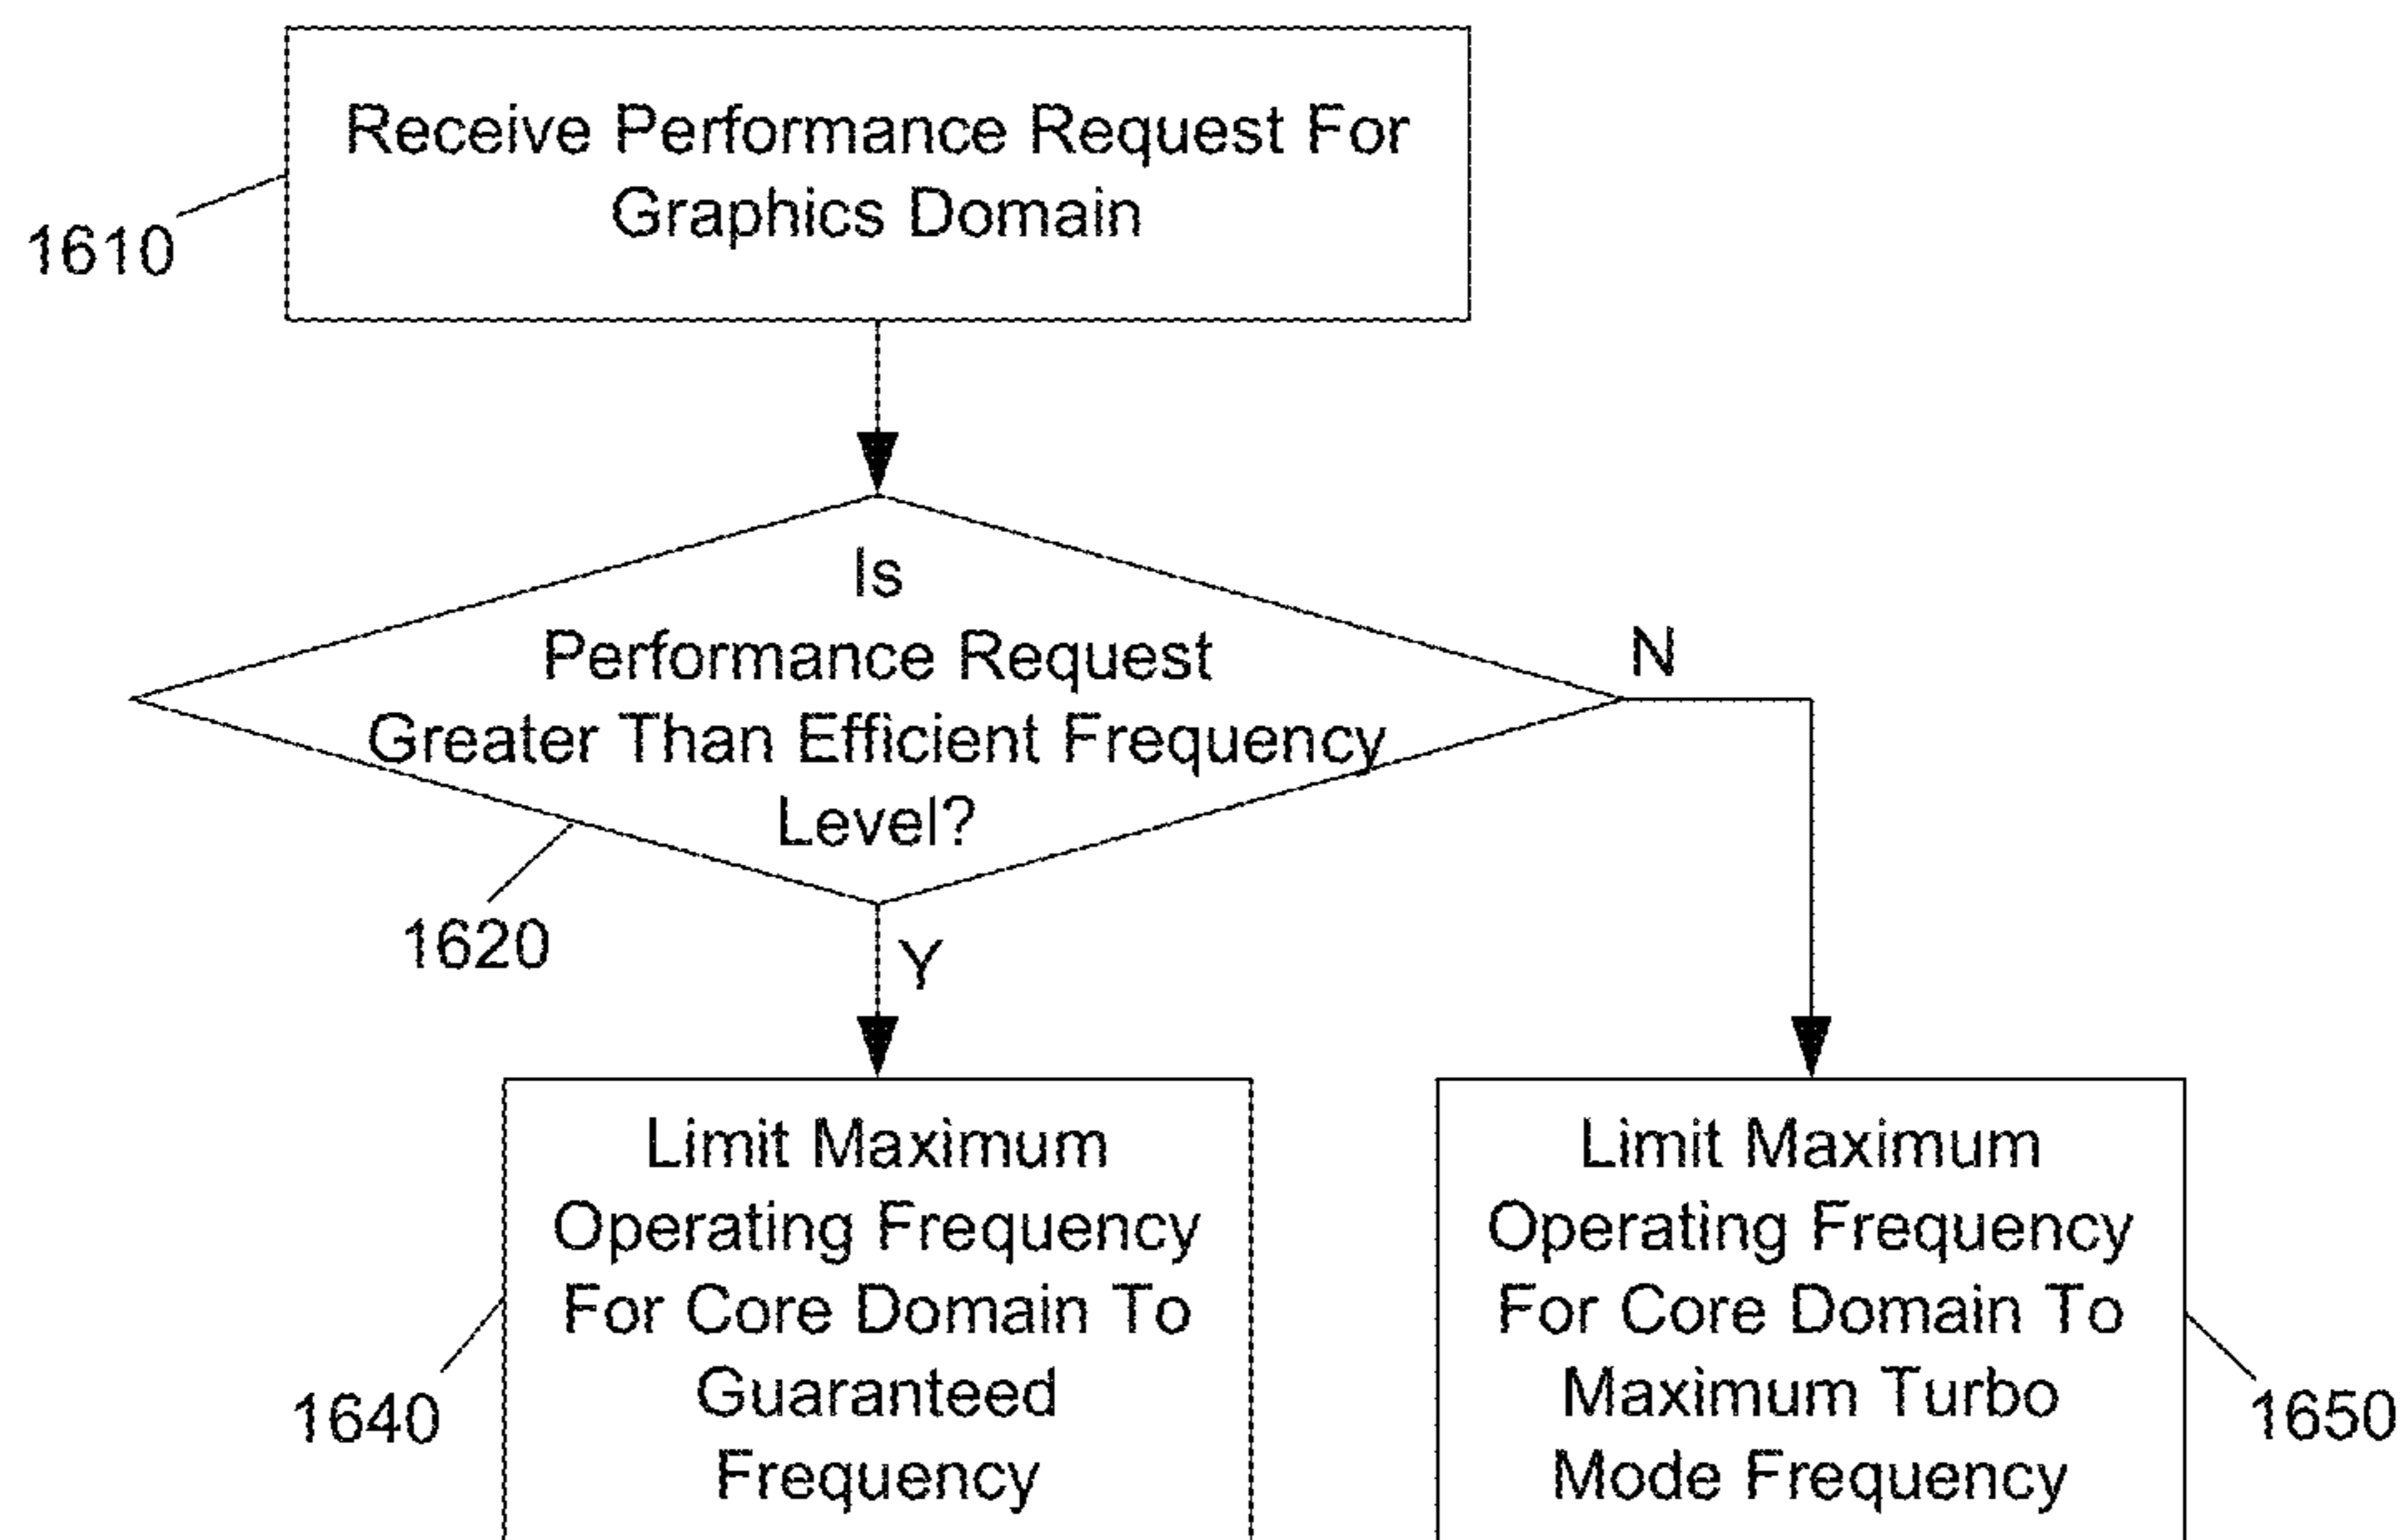 Receive Performance Request For
Graphics Domain
1610
Is
Performance Request
Greater Than Efficient Frequency
Level?
N
1620
Y
Limit Maximum
Operating Frequency
For Core Domain To
Guaranteed
Frequency
1640
Limit Maximum
Operating Frequency
For Core Domain To
Maximum Turbo
Mode Frequency
1650